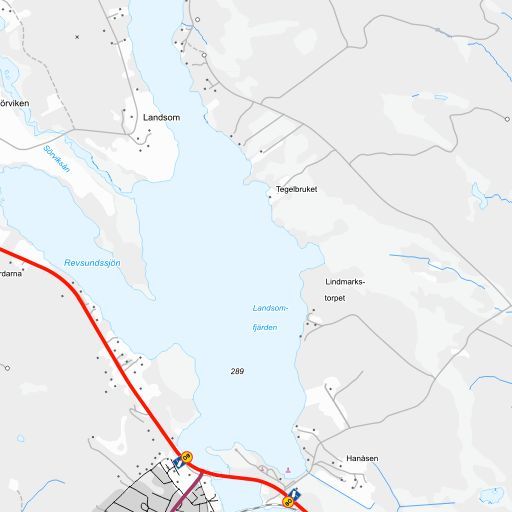 Landsom
örviken
Sörviksån
Tegelbruket
Revsundssjön
rdarna
Lindmarks-
torpet
Landsom-
fjärden
289
Hanåsen